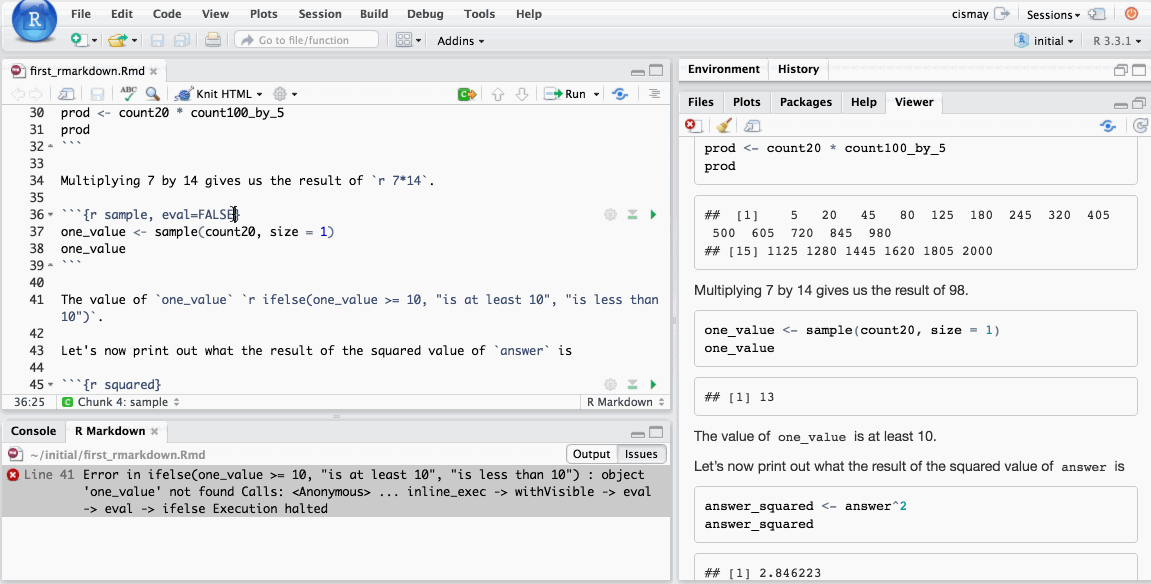 R
File Edit Code View Plots Session Build Debug Tools Help
cismay Sessions
Go to file/function Addins
initial R 3.3.1
first_rmarkdown.Rmd
ABC Knit HTML Run
30 prod <- count20 * count100_by_5
31 prod
32 ```
33
34 Multiplying 7 by 14 gives us the result of `r 7*14`.
35
36 ```{r sample, eval=FALSE}
37 one_value <- sample(count20, size = 1)
38 one_value
39 ```
40
41 The value of `one_value` `r ifelse(one_value >= 10, "is at least 10", "is less than
10")`.
42
43 Let's now print out what the result of the squared value of `answer` is
44
45 ```{r squared}
36:25 C Chunk 4: sample R Markdown
Console R Markdown
~/initial/first_rmarkdown.Rmd Output Issues
Line 41 Error in ifelse(one_value >= 10, "is at least 10", "is less than 10") : object
'one_value' not found Calls: <Anonymous> ... inline_exec -> withVisible -> eval
-> eval -> ifelse Execution halted
Environment History
Files Plots Packages Help Viewer
prod <- count20 * count100_by_5
prod
## [1] 5 20 45 80 125 180 245 320 405
500 605 720 845 980
## [15] 1125 1280 1445 1620 1805 2000
Multiplying 7 by 14 gives us the result of 98.
one_value <- sample(count20, size = 1)
one_value
## [1] 13
The value of one_value is at least 10.
Let's now print out what the result of the squared value of answer is
answer_squared <- answer^2
answer_squared
## [1] 2.846223